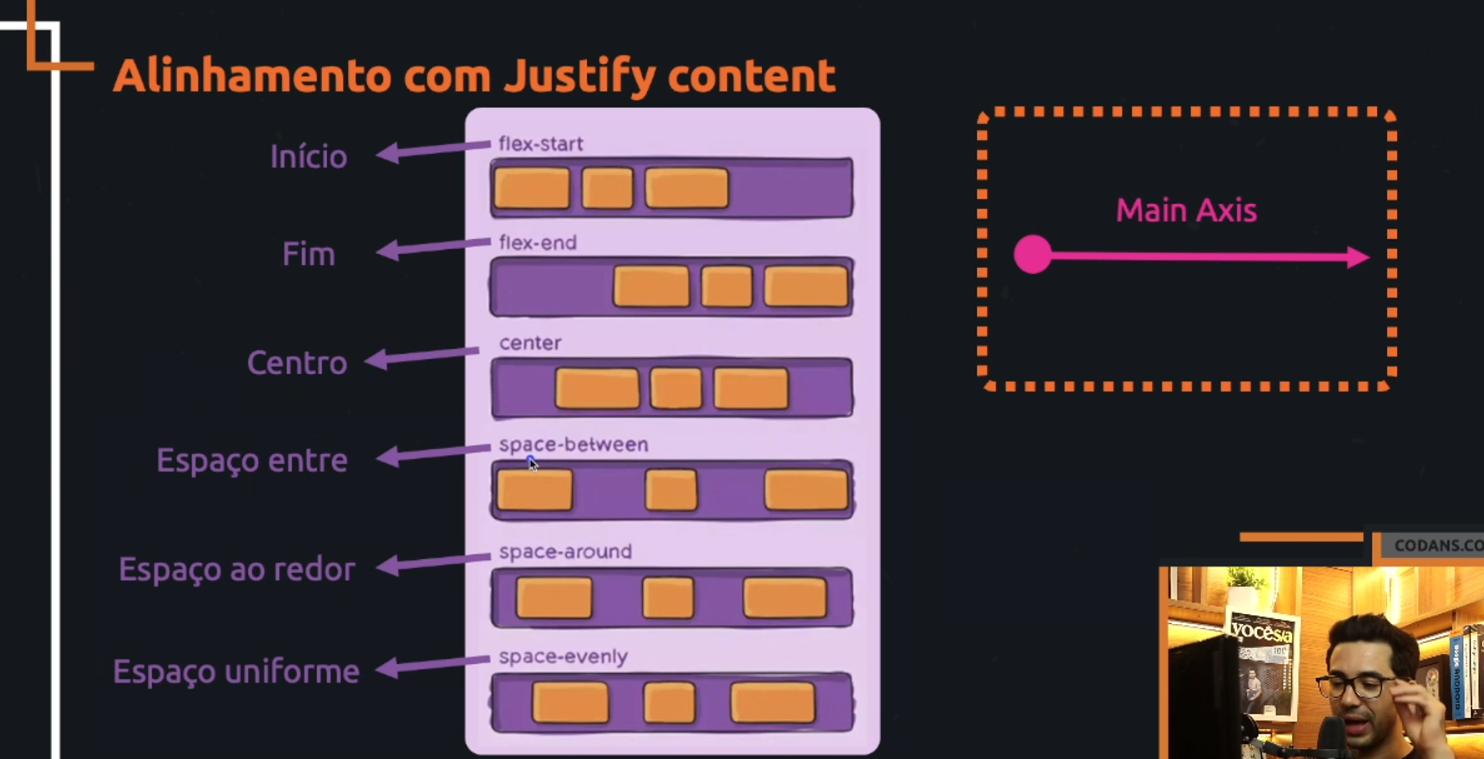 Alinhamento com Justify content
Início
flex-start
Fim
flex-end
Centro
center
Espaço entre
space-between
Espaço ao redor
space-around
Espaço uniforme
space-evenly
Main Axis
CODANS.CO
vocês/a